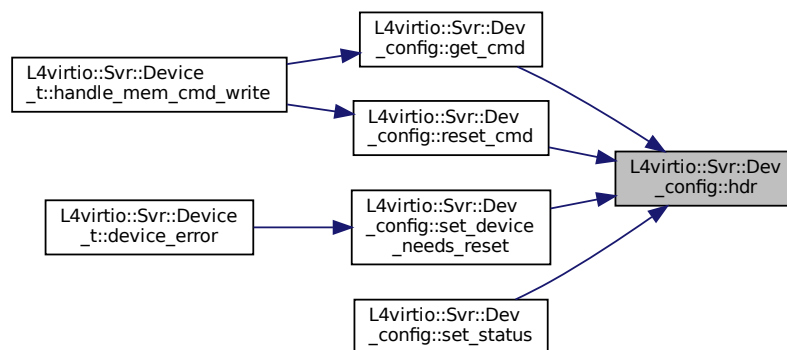 L4virtio::Svr::Dev
_config::get_cmd
L4virtio::Svr::Device
_t::handle_mem_cmd_write
L4virtio::Svr::Dev
_config::reset_cmd
L4virtio::Svr::Dev
_config::hdr
L4virtio::Svr::Device
_t::device_error
L4virtio::Svr::Dev
_config::set_device
_needs_reset
L4virtio::Svr::Dev
_config::set_status